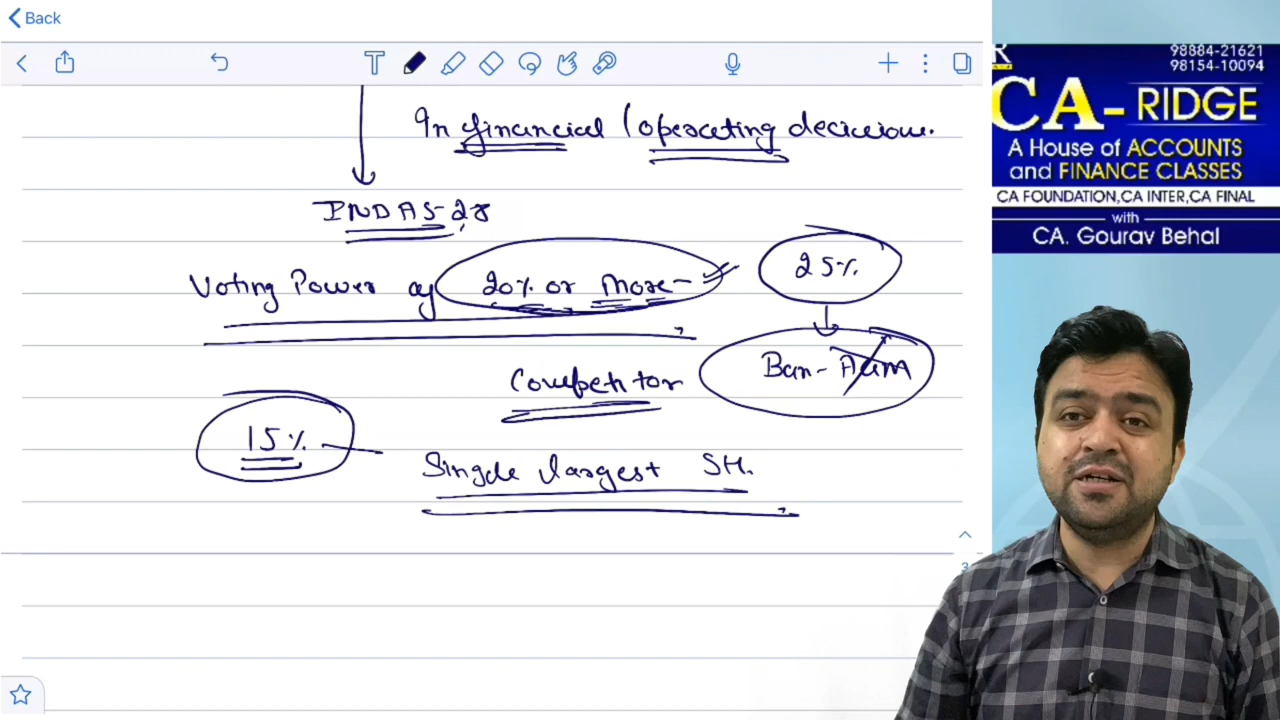 Back
In financial / operating decision.
INDAS-28
Voting Power of 20% or More- 25%
Competitor
Ban- AGM
15%
Single largest SH.
3
R
98884-21621
98154-10094
CA- RIDGE
A House of ACCOUNTS
and FINANCE CLASSES
CA FOUNDATION,CA INTER,CA FINAL
with
CA. Gourav Behal